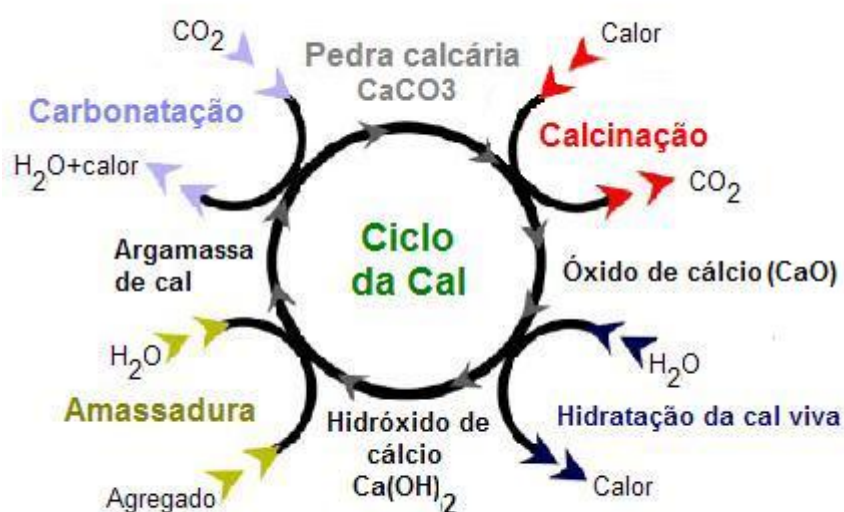 CO2
Pedra calcária
CaCO3
Calor
Carbonatação
Calcinação
H2O+calor
CO2
Ciclo
da Cal
Argamassa
de cal
Óxido de cálcio (CaO)
H2O
H2O
Amassadura
Hidróxido de
cálcio
Ca(OH)2
Hidratação da cal viva
Agregado
Calor